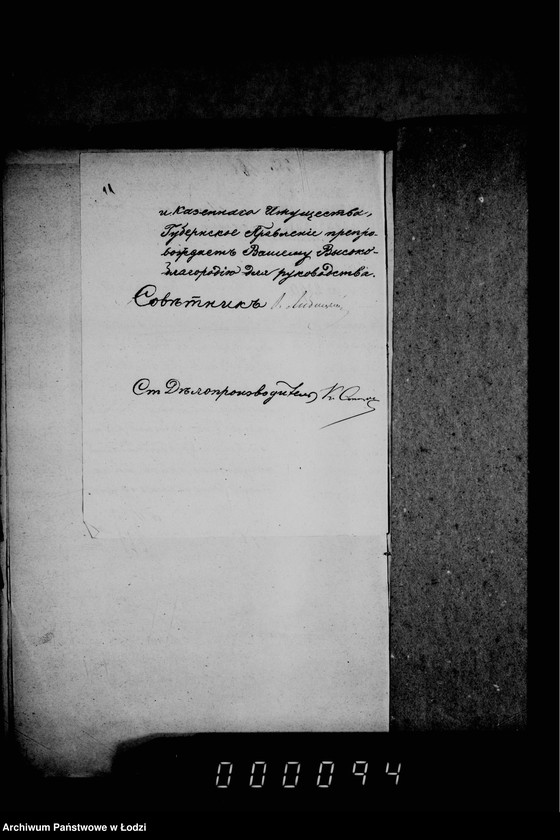 и казеннаго Имущества,
Губернское Правленіе препро-
вождаетъ Вашему Высоко-
благородію для руководства.
Совѣтникъ
Ст Дѣлопроизводитель
000094
Archiwum Państwowe w Łodzi